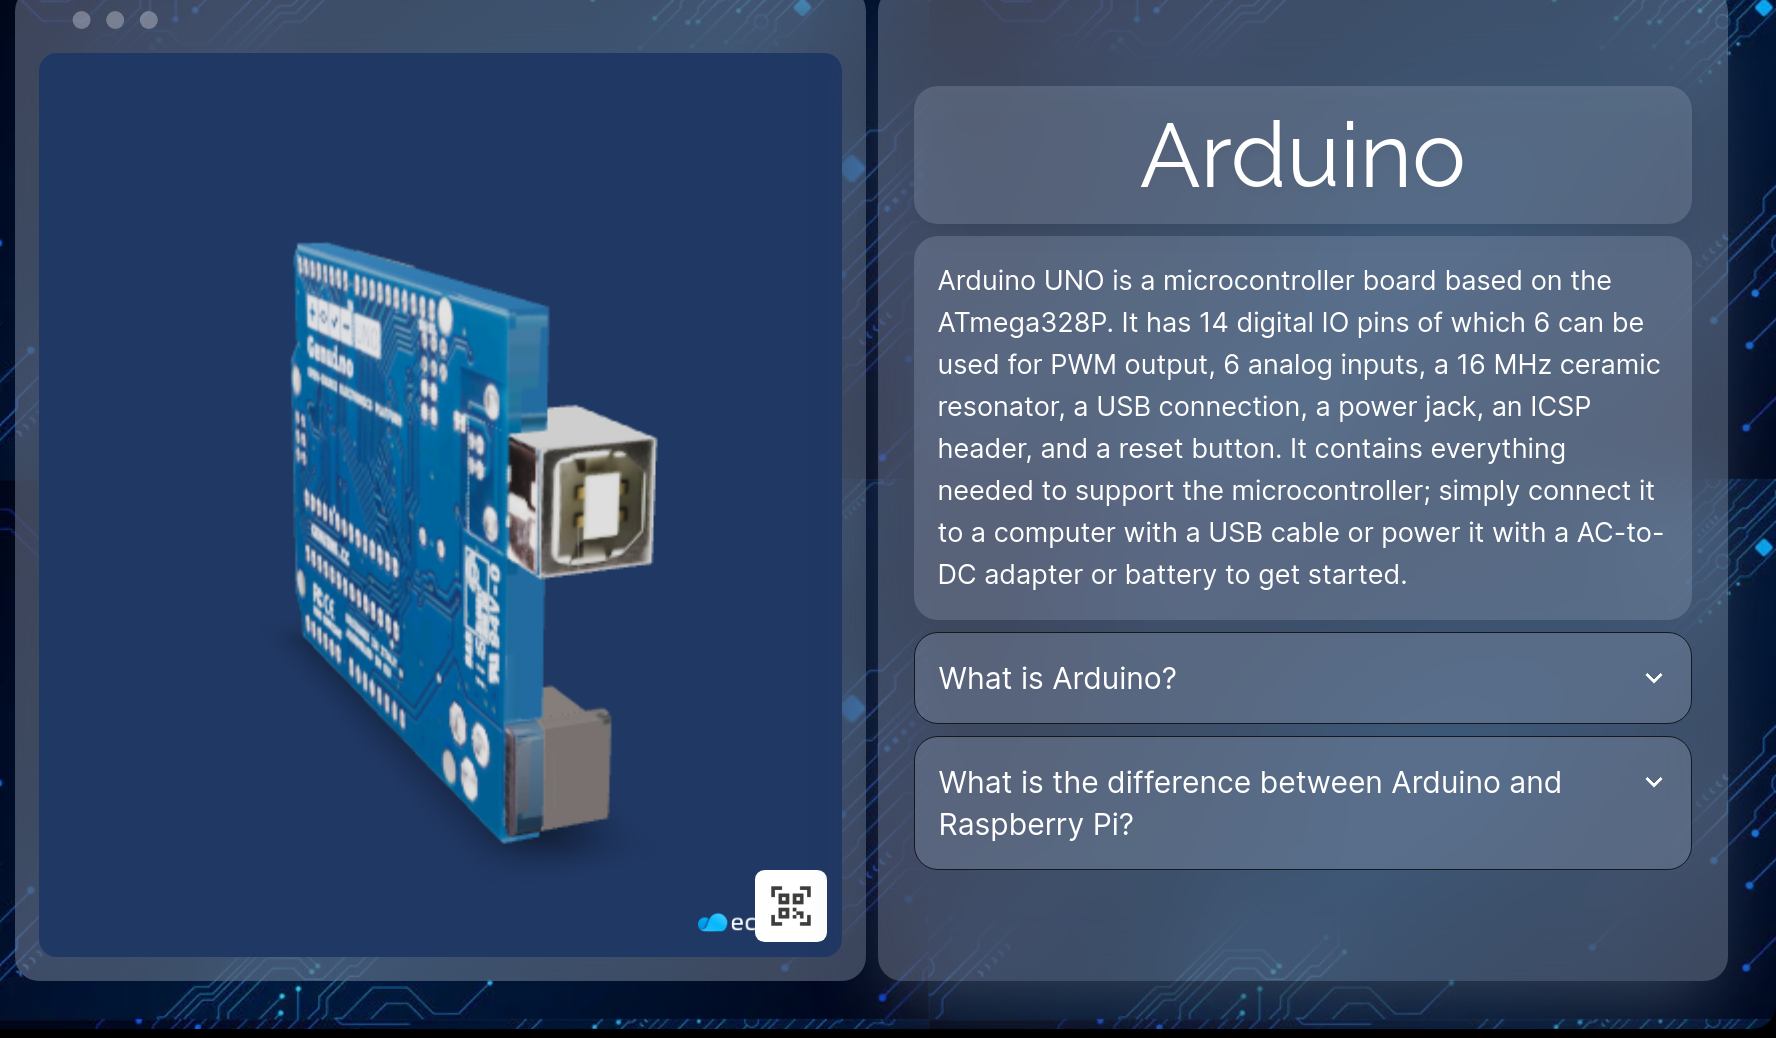 Genuino
Arduino
Arduino UNO is a microcontroller board based on the
ATmega328P. It has 14 digital IO pins of which 6 can be
used for PWM output, 6 analog inputs, a 16 MHz ceramic
resonator, a USB connection, a power jack, an ICSP
header, and a reset button. It contains everything
needed to support the microcontroller; simply connect it
to a computer with a USB cable or power it with a AC-to-
DC adapter or battery to get started.
What is Arduino?
What is the difference between Arduino and
Raspberry Pi?